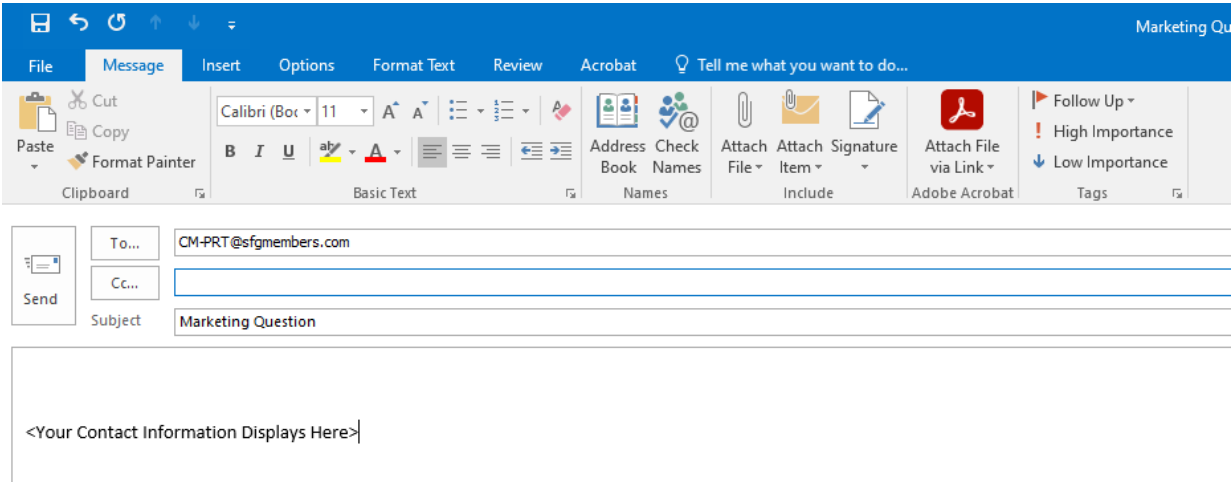 Marketing Qu
File Message Insert Options Format Text Review Acrobat Tell me what you want to do...
Paste
Cut
Copy
Format Painter
Clipboard
Calibri (Boc 11
B I U
Basic Text
Address Book
Check Names
Names
Attach File
Attach Item
Signature
Include
Attach File via Link
Adobe Acrobat
Follow Up
High Importance
Low Importance
Tags
Send
To... CM-PRT@sfgmembers.com
Cc...
Subject Marketing Question
<Your Contact Information Displays Here>